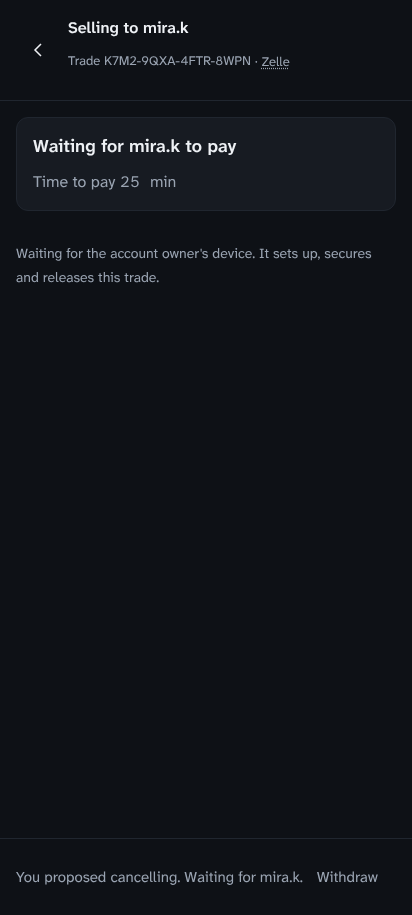 Selling to mira.k
Trade K7M2-9QXA-4FTR-8WPN · Zelle
Waiting for mira.k to pay
Time to pay 25 min
Waiting for the account owner's device. It sets up, secures
and releases this trade.
You proposed cancelling. Waiting for mira.k. Withdraw